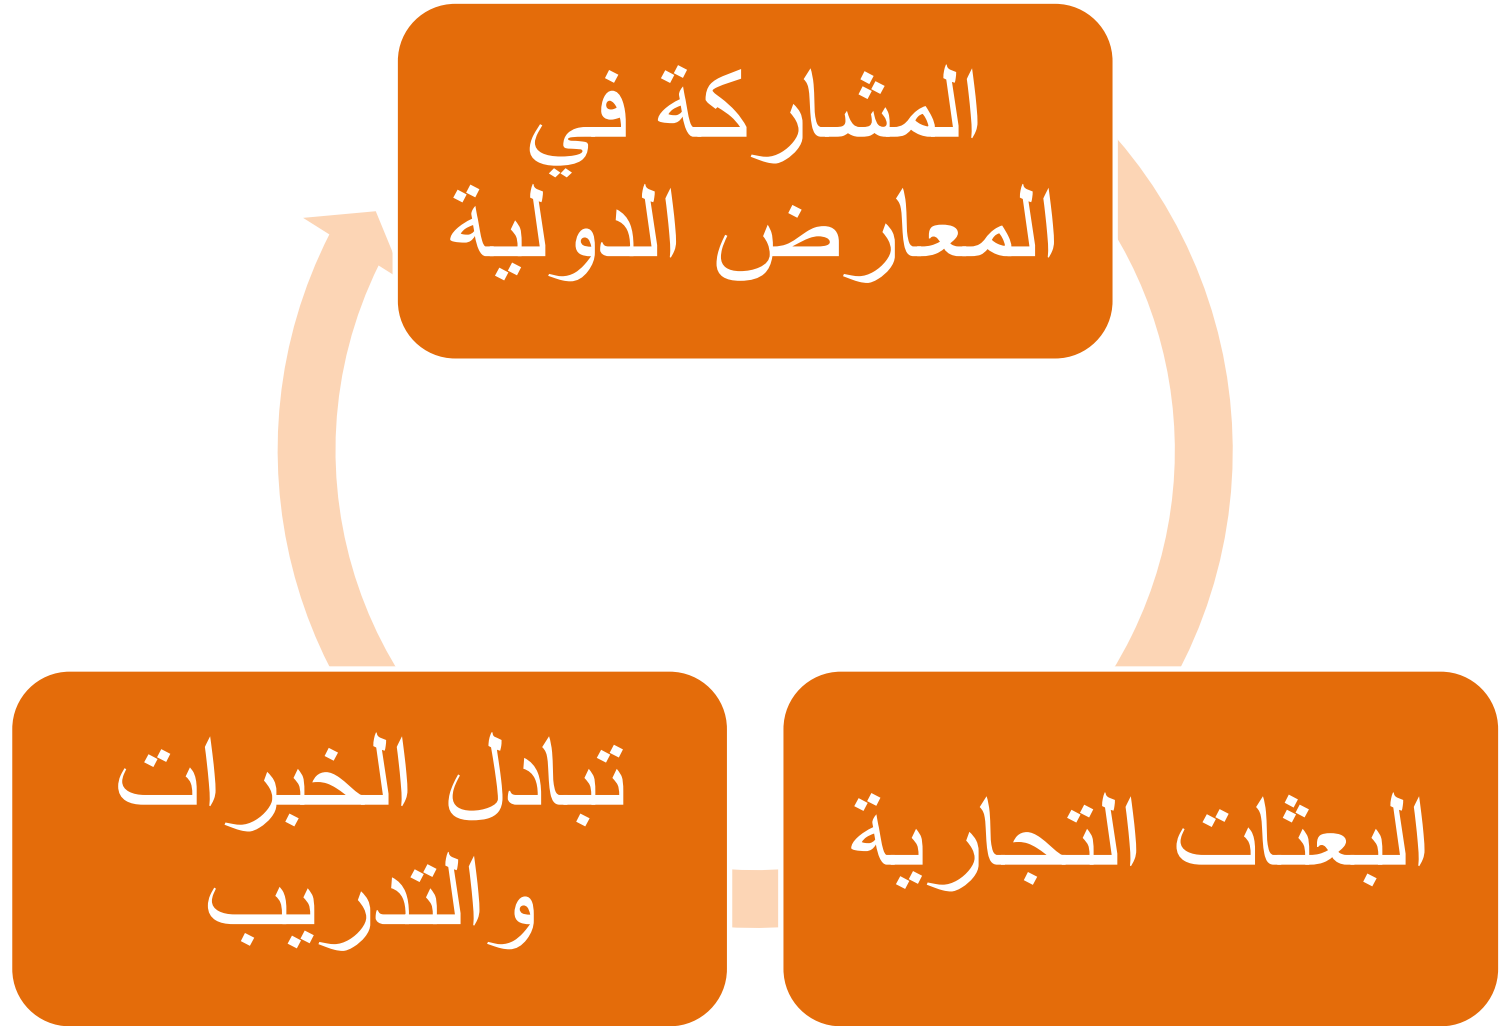 المشاركة في
المعارض الدولية
البعثات التجارية
تبادل الخبرات
والتدريب